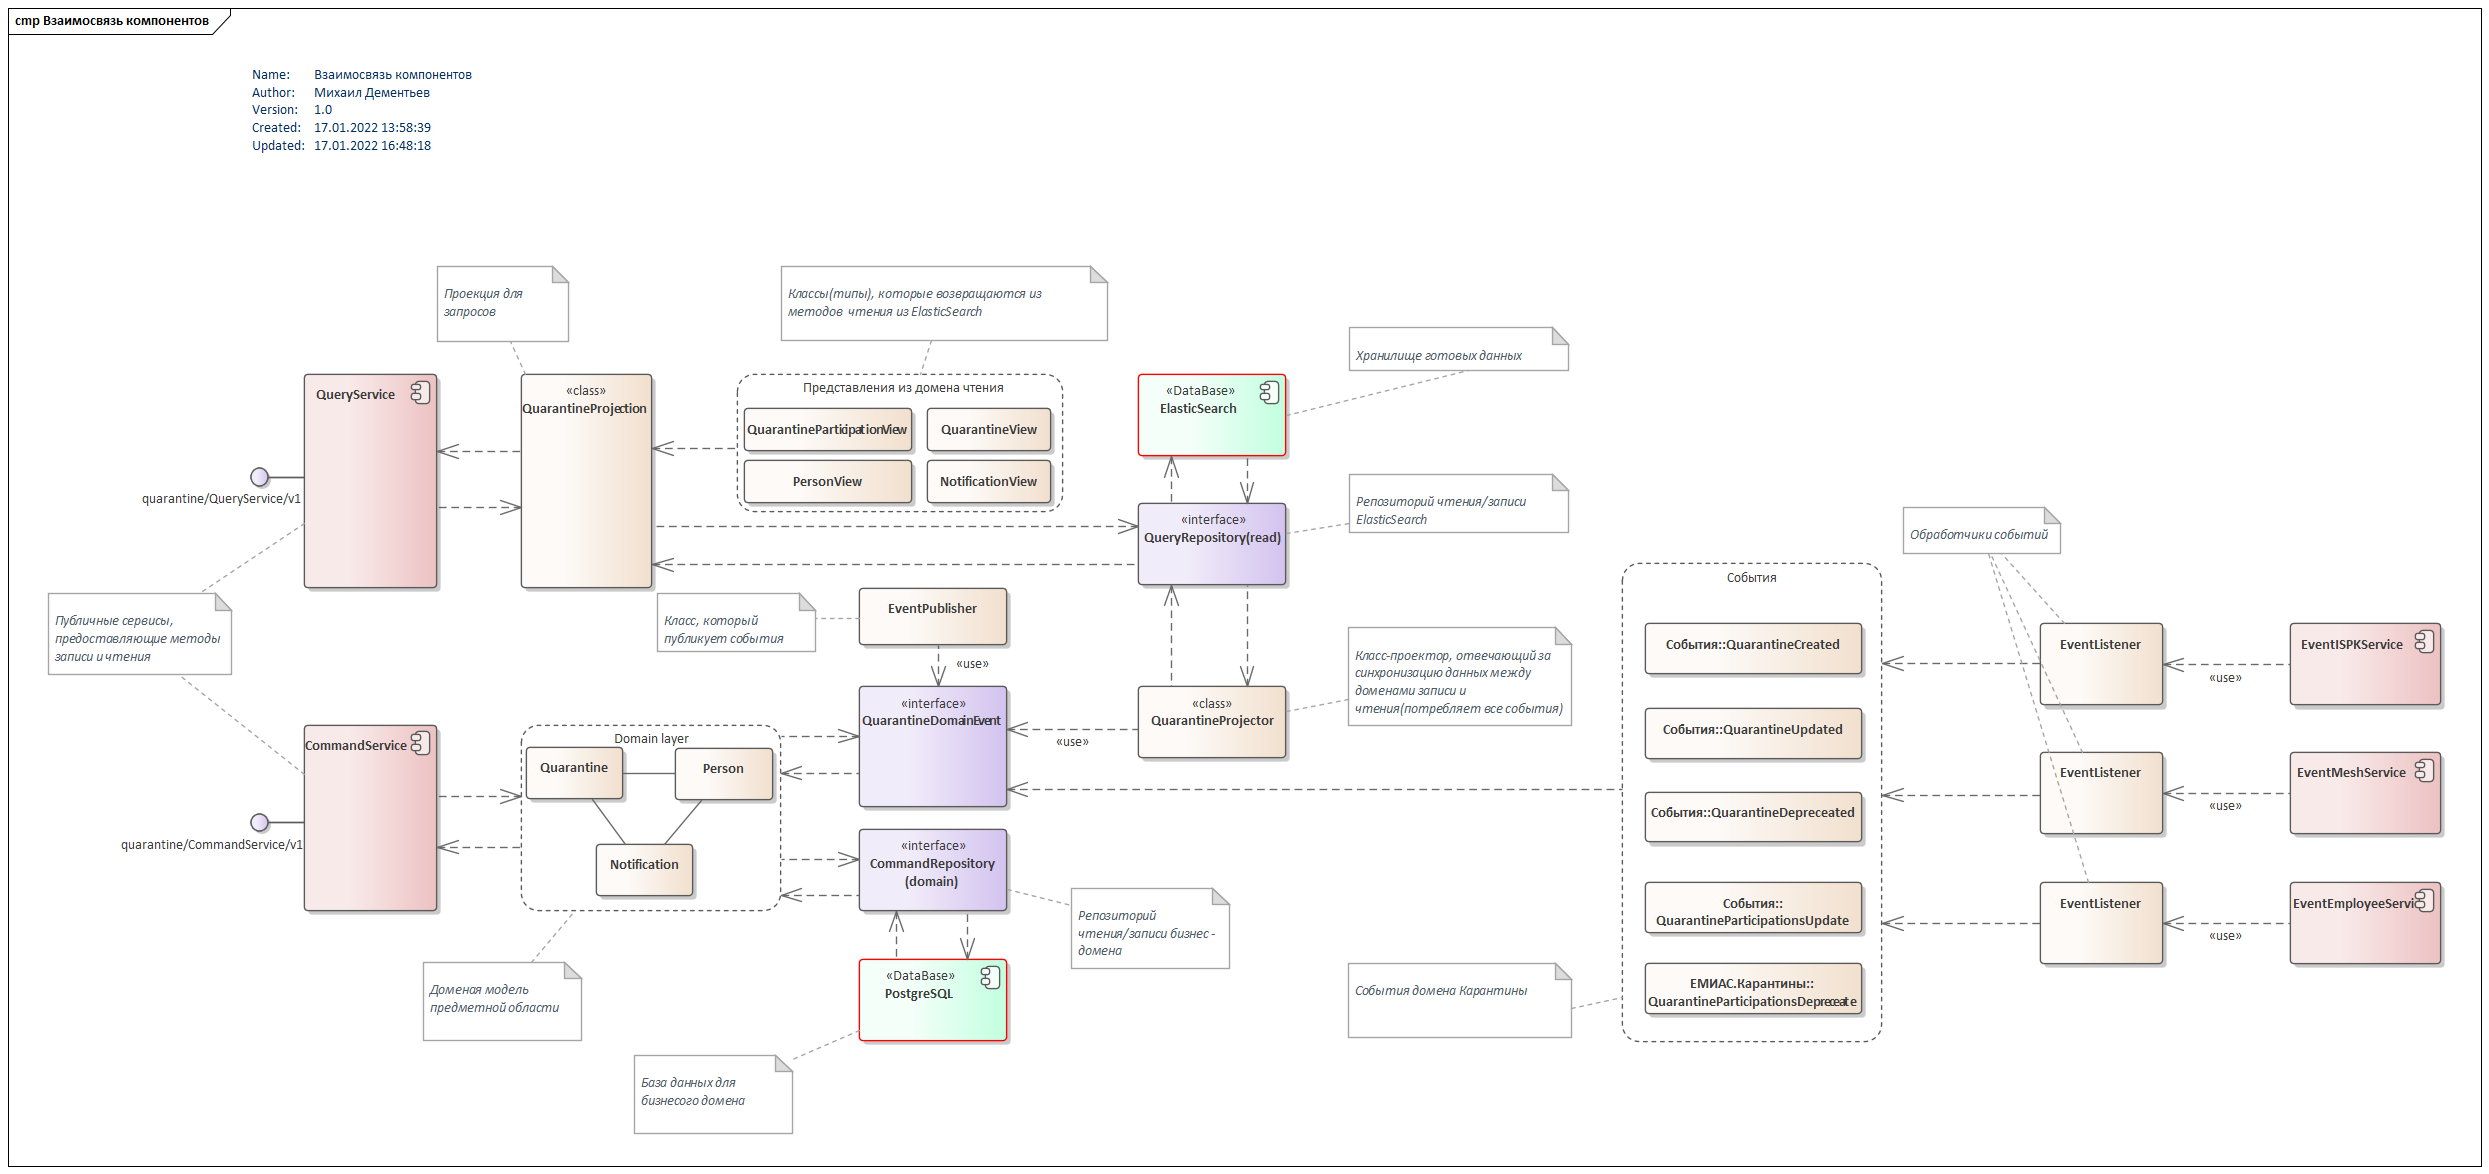 cmp Взаимосвязь компонентов
Name: Взаимосвязь компонентов
Author: Михаил Дементьев
Version: 1.0
Created: 17.01.2022 13:58:39
Updated: 17.01.2022 16:48:18
Проекция для
запросов
Классы(типы), которые возвращаются из
методов чтения из ElasticSearch
Хранилище готовых данных
QueryService
«class»
QuarantineProjection
Представления из домена чтения
QuarantineParticipationView
QuarantineView
PersonView
NotificationView
«DataBase»
ElasticSearch
quarantine/QueryService/v1
Репозиторий чтения/записи
ElasticSearch
«interface»
QueryRepository(read)
Обработчики событий
Публичные сервисы,
предоставляющие методы
записи и чтения
Класс, который
публикует события
EventPublisher
«use»
Класс-проектор, отвечающий за
синхронизацию данных между
доменами записи и
чтения(потребляет все события)
События
События::QuarantineCreated
События::QuarantineUpdated
События::QuarantineDepreceated
События::
QuarantineParticipationsUpdate
ЕМИАС.Карантины::
QuarantineParticipationsDepreceate
EventListener
«use»
EventISPKService
EventListener
«use»
EventMeshService
EventListener
«use»
EventEmployeeServi
CommandService
quarantine/CommandService/v1
Domain layer
Quarantine
Person
Notification
«interface»
QuarantineDomainEvent
«use»
«class»
QuarantineProjector
«interface»
CommandRepository
(domain)
Репозиторий
чтения/записи бизнес -
домена
«DataBase»
PostgreSQL
Доменая модель
предметной области
События домена Карантины
База данных для
бизнесого домена